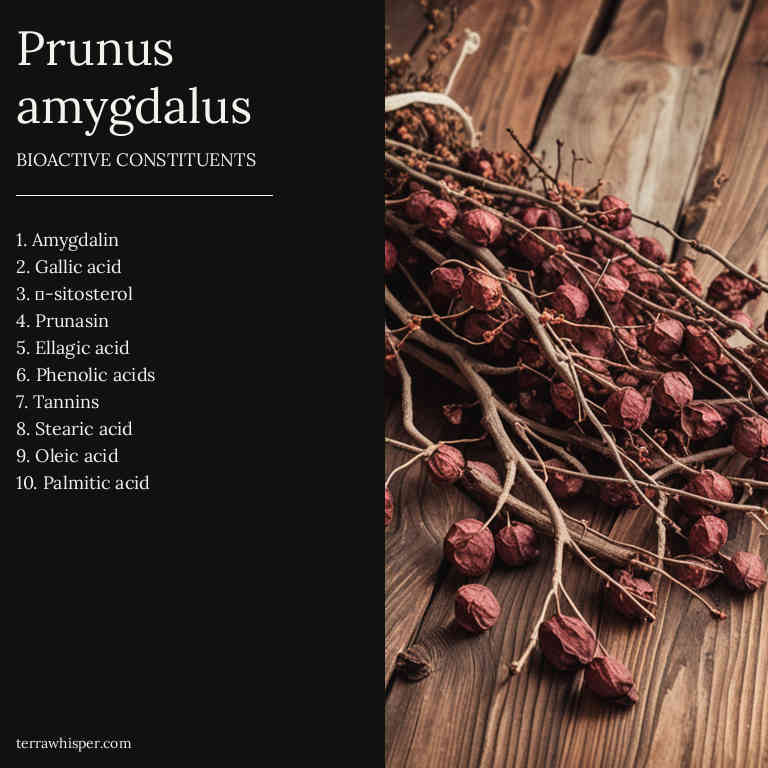 Prunus
amygdalus
BIOACTIVE CONSTITUENTS
1. Amygdalin
2. Gallic acid
3. □-sitosterol
4. Prunasin
5. Ellagic acid
6. Phenolic acids
7. Tannins
8. Stearic acid
9. Oleic acid
10. Palmitic acid
terrawhisper.com